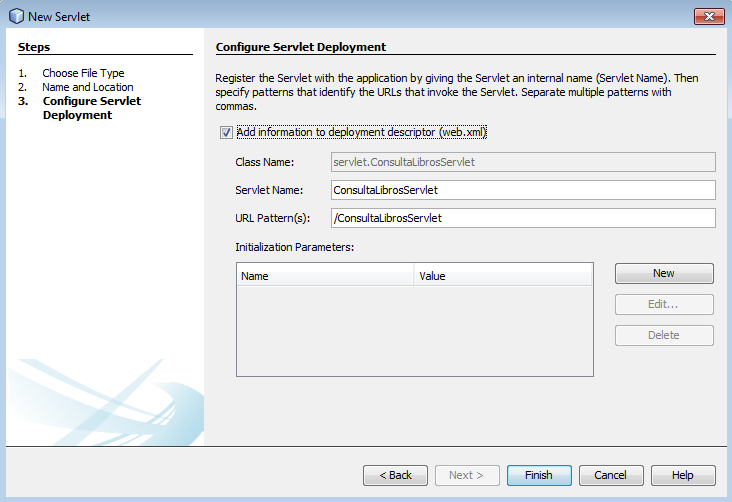 New Servlet
Steps
1. Choose File Type
2. Name and Location
3. Configure Servlet
Deployment
Configure Servlet Deployment
Register the Servlet with the application by giving the Servlet an internal name (Servlet Name). Then
specify patterns that identify the URLs that invoke the Servlet. Separate multiple patterns with
commas.
Add information to deployment descriptor (web.xml)
Class Name: servlet.ConsultaLibrosServlet
Servlet Name: ConsultaLibrosServlet
URL Pattern(s): /ConsultaLibrosServlet
Initialization Parameters:
Name Value
New
Edit...
Delete
< Back Next > Finish Cancel Help